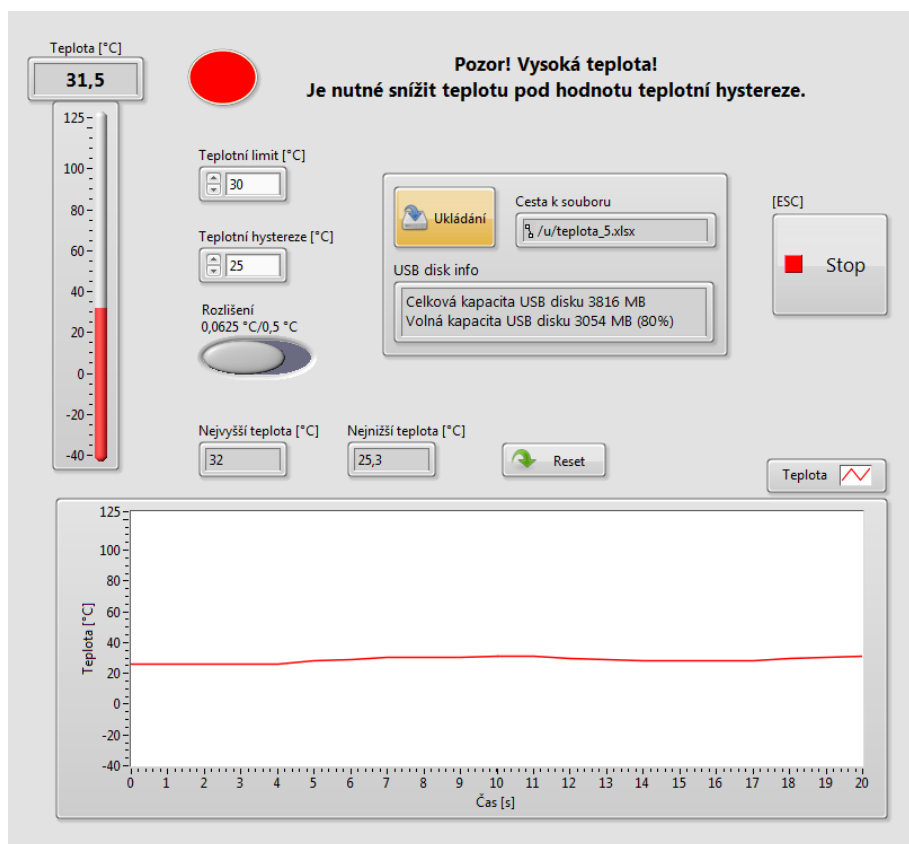 Teplota [°C]
31,5
Pozor! Vysoká teplota!
Je nutné snížit teplotu pod hodnotu teplotní hystereze.
125
100
80
60
40
20
0
-20
-40
Teplotní limit [°C]
30
Teplotní hystereze [°C]
25
Rozlišení
0,0625 °C/0,5 °C
Ukládání
Cesta k souboru
/u/teplota_5.xlsx
USB disk info
Celková kapacita USB disku 3816 MB
Volná kapacita USB disku 3054 MB (80%)
[ESC]
Stop
Nejvyšší teplota [°C]
32
Nejnižší teplota [°C]
25,3
Reset
Teplota
Teplota [°C]
125
100
80
60
40
20
0
-20
-40
0 1 2 3 4 5 6 7 8 9 10 11 12 13 14 15 16 17 18 19 20
Čas [s]